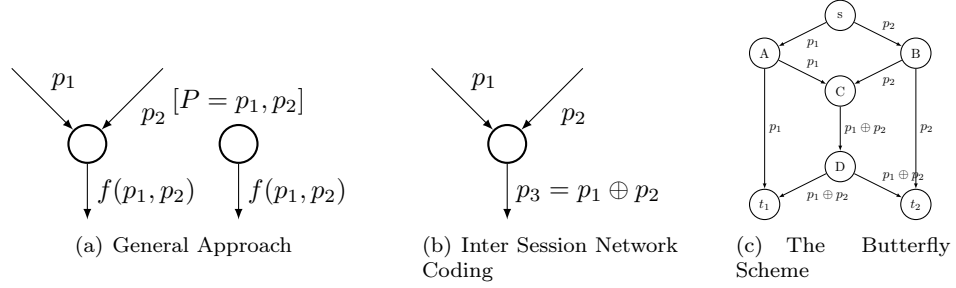 p₁
p₂
[P = p₁, p₂]
f(p₁, p₂)
f(p₁, p₂)
(a) General Approach
p₁
p₂
p₃ = p₁ ⊕ p₂
(b) Inter Session Network
Coding
s
p₁
p₂
A
B
p₁
p₂
C
p₁
p₁ ⊕ p₂
p₂
D
p₁ ⊕ p₂
p₁ ⊕ p₂
t₁
t₂
(c) The Butterfly
Scheme